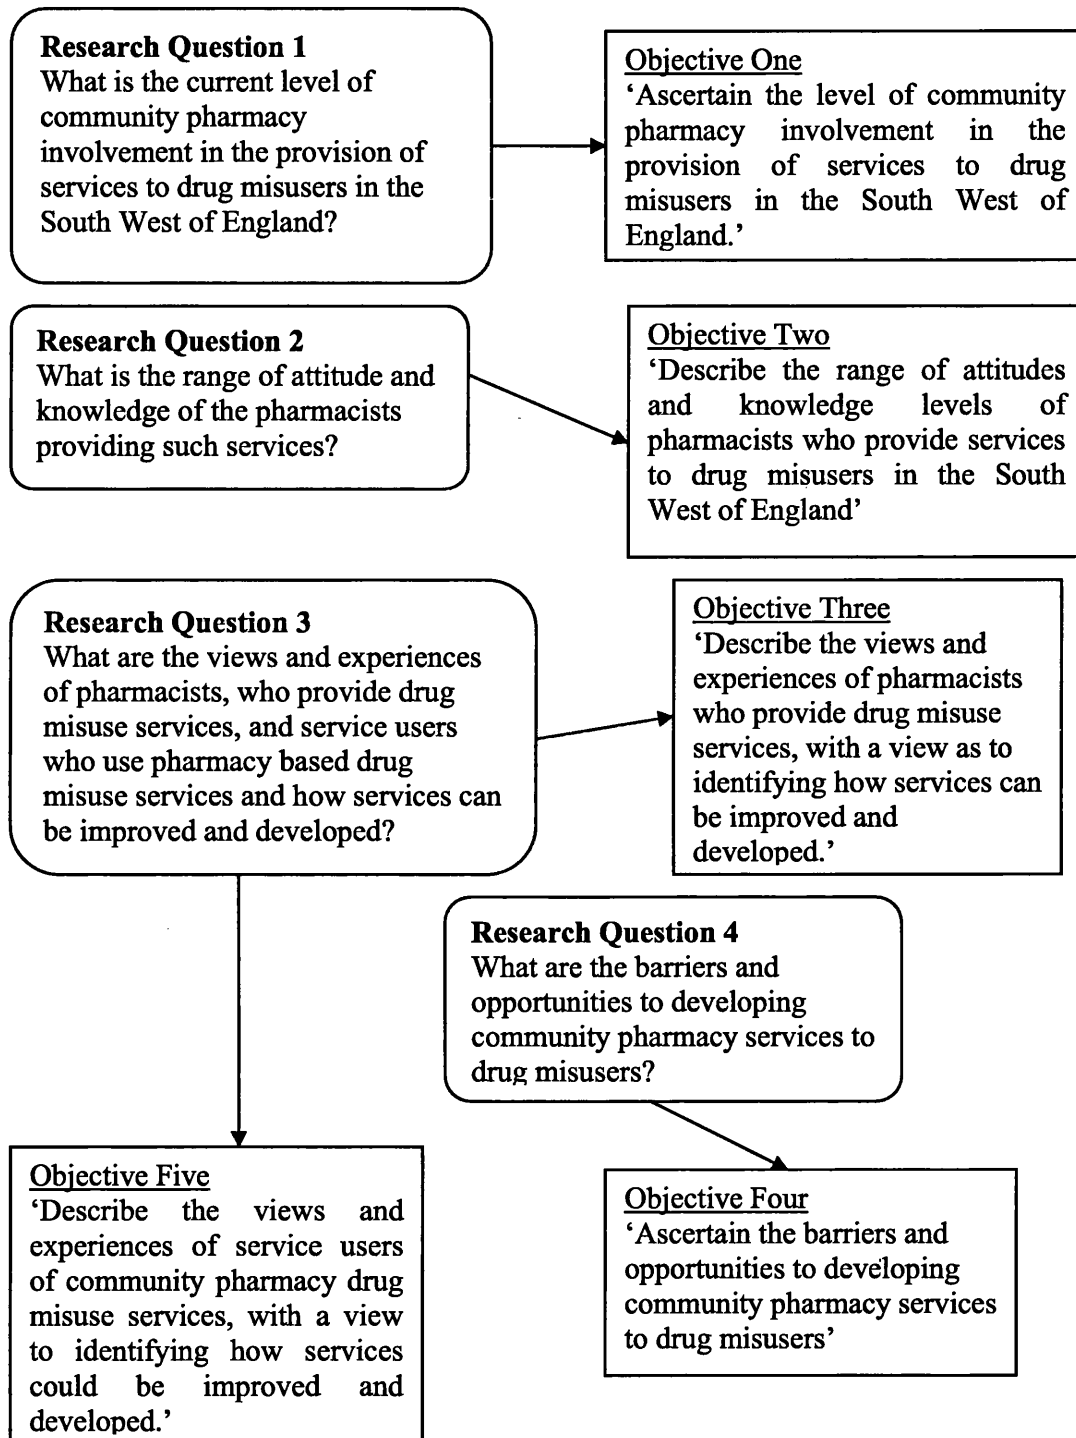 Research Question 1
What is the current level of
community pharmacy
involvement in the provision of
services to drug misusers in the
South West of England?
Objective One
‘Ascertain the level of community
pharmacy involvement in the
provision of services to drug
misusers in the South West of
England.’
Research Question 2
What is the range of attitude and
knowledge of the pharmacists
providing such services?
Objective Two
‘Describe the range of attitudes
and knowledge levels of
pharmacists who provide services
to drug misusers in the South
West of England’
Research Question 3
What are the views and experiences
of pharmacists, who provide drug
misuse services, and service users
who use pharmacy based drug
misuse services and how services can
be improved and developed?
Objective Three
‘Describe the views and
experiences of pharmacists
who provide drug misuse
services, with a view as to
identifying how services can
be improved and
developed.’
Research Question 4
What are the barriers and
opportunities to developing
community pharmacy services to
drug misusers?
Objective Five
‘Describe the views and
experiences of service users
of community pharmacy drug
misuse services, with a view
to identifying how services
could be improved and
developed.’
Objective Four
‘Ascertain the barriers and
opportunities to developing
community pharmacy services
to drug misusers’